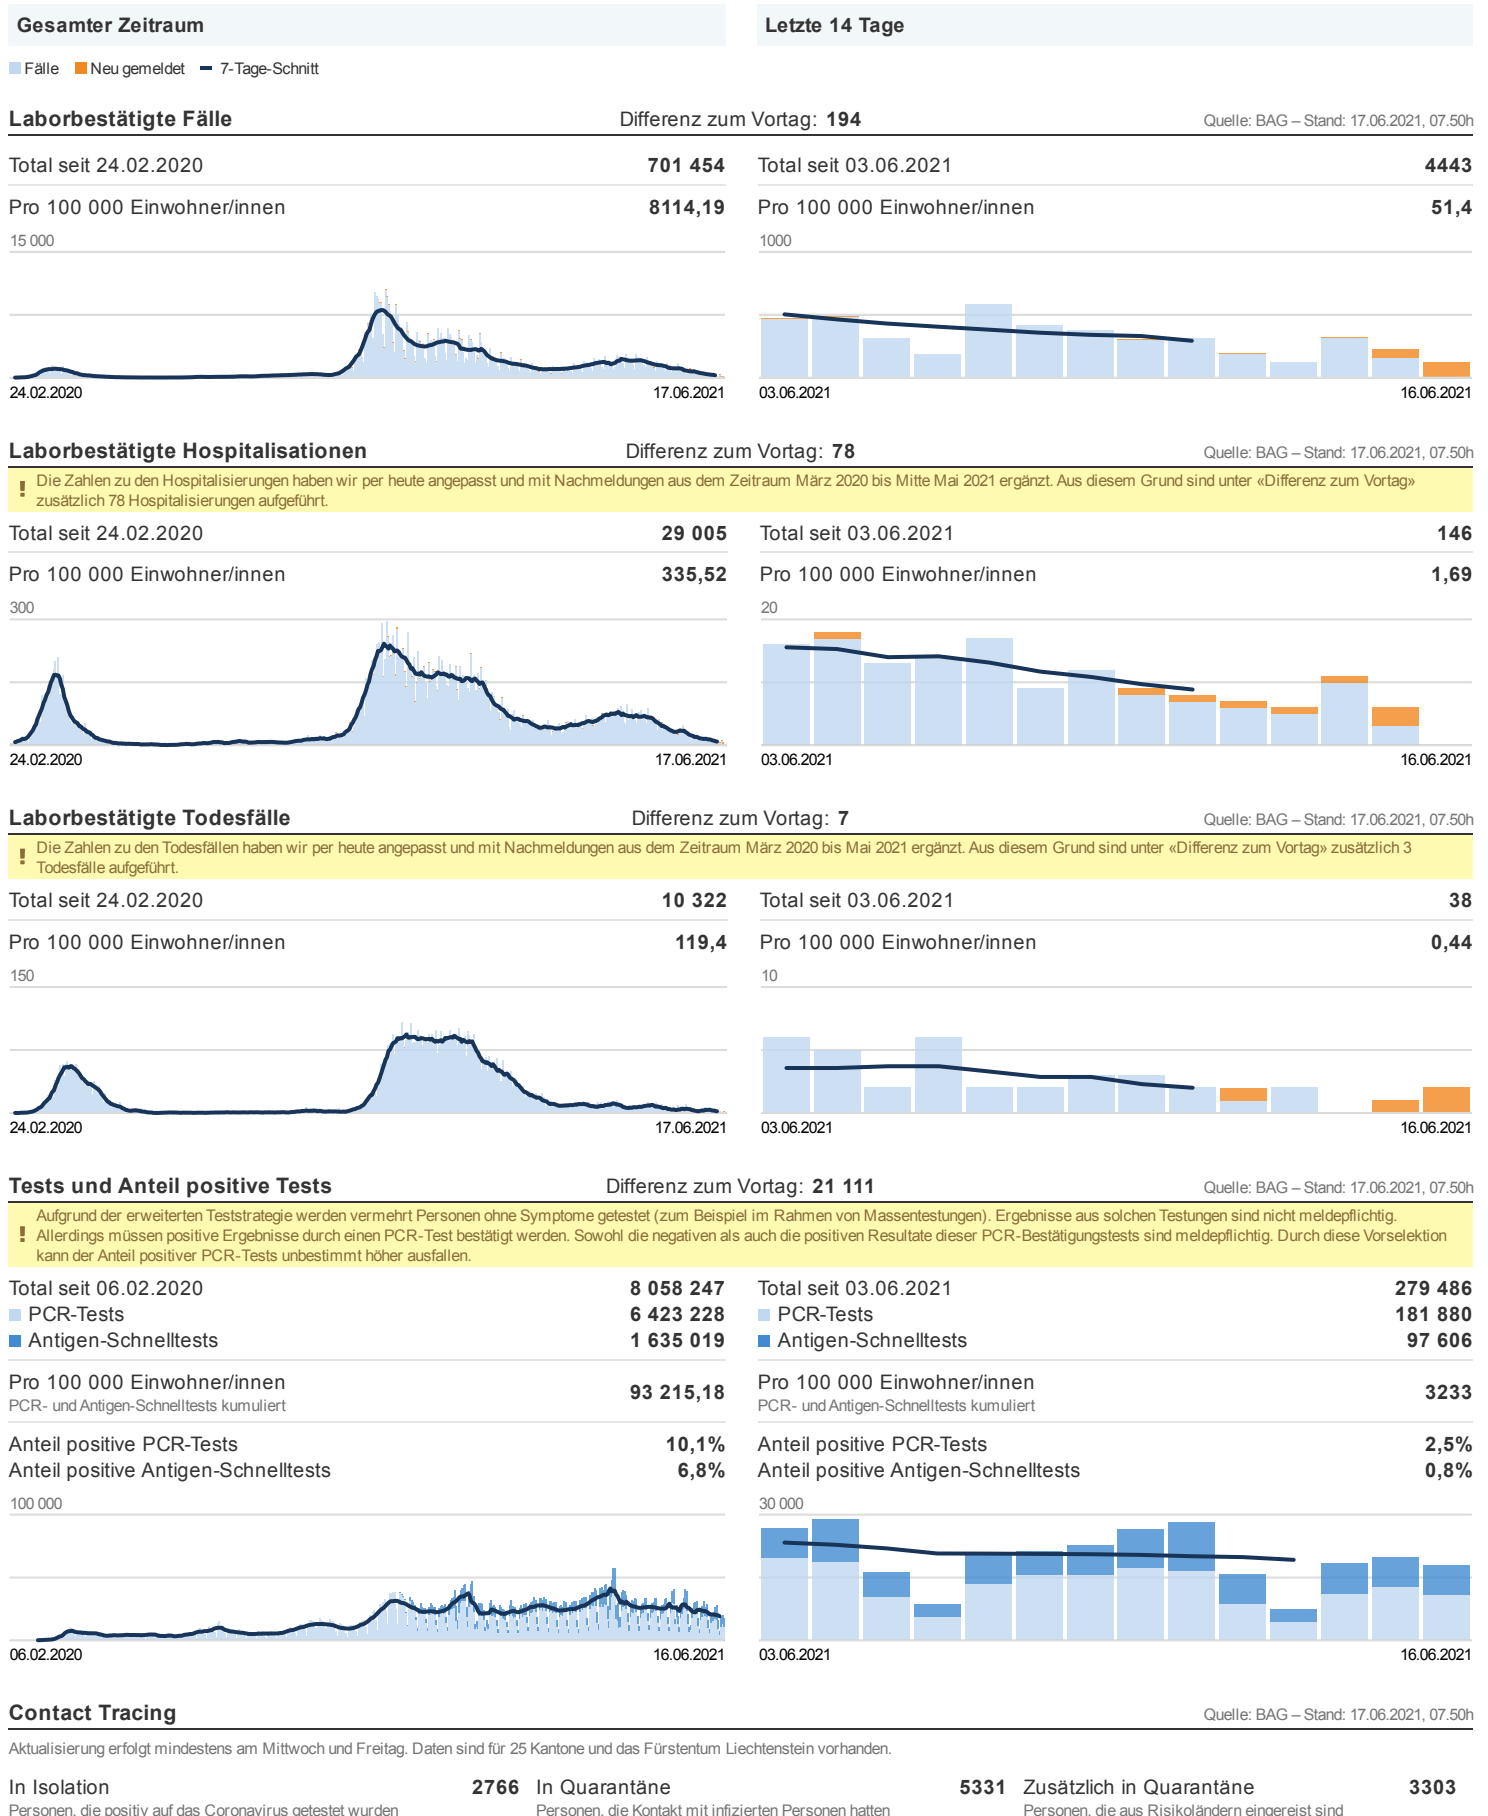 Gesamter Zeitraum
Letzte 14 Tage
Fälle Neu gemeldet 7-Tage-Schnitt
Laborbestätigte Fälle Differenz zum Vortag: 194 Quelle: BAG – Stand: 17.06.2021, 07.50h
Total seit 24.02.2020 701 454
Pro 100 000 Einwohner/innen 8114,19
15 000
24.02.2020 17.06.2021
Total seit 03.06.2021 4443
Pro 100 000 Einwohner/innen 51,4
1000
03.06.2021 16.06.2021
Laborbestätigte Hospitalisationen Differenz zum Vortag: 78 Quelle: BAG – Stand: 17.06.2021, 07.50h
! Die Zahlen zu den Hospitalisierungen haben wir per heute angepasst und mit Nachmeldungen aus dem Zeitraum März 2020 bis Mitte Mai 2021 ergänzt. Aus diesem Grund sind unter «Differenz zum Vortag»
zusätzlich 78 Hospitalisierungen aufgeführt.
Total seit 24.02.2020 29 005
Pro 100 000 Einwohner/innen 335,52
300
24.02.2020 17.06.2021
Total seit 03.06.2021 146
Pro 100 000 Einwohner/innen 1,69
20
03.06.2021 16.06.2021
Laborbestätigte Todesfälle Differenz zum Vortag: 7 Quelle: BAG – Stand: 17.06.2021, 07.50h
! Die Zahlen zu den Todesfällen haben wir per heute angepasst und mit Nachmeldungen aus dem Zeitraum März 2020 bis Mai 2021 ergänzt. Aus diesem Grund sind unter «Differenz zum Vortag» zusätzlich 3
Todesfälle aufgeführt.
Total seit 24.02.2020 10 322
Pro 100 000 Einwohner/innen 119,4
150
24.02.2020 17.06.2021
Total seit 03.06.2021 38
Pro 100 000 Einwohner/innen 0,44
10
03.06.2021 16.06.2021
Tests und Anteil positive Tests Differenz zum Vortag: 21 111 Quelle: BAG – Stand: 17.06.2021, 07.50h
Aufgrund der erweiterten Teststrategie werden vermehrt Personen ohne Symptome getestet (zum Beispiel im Rahmen von Massentestungen). Ergebnisse aus solchen Testungen sind nicht meldepflichtig.
! Allerdings müssen positive Ergebnisse durch einen PCR-Test bestätigt werden. Sowohl die negativen als auch die positiven Resultate dieser PCR-Bestätigungstests sind meldepflichtig. Durch diese Vorselektion
kann der Anteil positiver PCR-Tests unbestimmt höher ausfallen.
Total seit 06.02.2020 8 058 247
PCR-Tests 6 423 228
Antigen-Schnelltests 1 635 019
Pro 100 000 Einwohner/innen 93 215,18
PCR- und Antigen-Schnelltests kumuliert
Anteil positive PCR-Tests 10,1%
Anteil positive Antigen-Schnelltests 6,8%
100 000
06.02.2020 16.06.2021
Total seit 03.06.2021 279 486
PCR-Tests 181 880
Antigen-Schnelltests 97 606
Pro 100 000 Einwohner/innen 3233
PCR- und Antigen-Schnelltests kumuliert
Anteil positive PCR-Tests 2,5%
Anteil positive Antigen-Schnelltests 0,8%
30 000
03.06.2021 16.06.2021
Contact Tracing Quelle: BAG – Stand: 17.06.2021, 07.50h
Aktualisierung erfolgt mindestens am Mittwoch und Freitag. Daten sind für 25 Kantone und das Fürstentum Liechtenstein vorhanden.
In Isolation 2766
Personen, die positiv auf das Coronavirus getestet wurden
In Quarantäne 5331
Personen, die Kontakt mit infizierten Personen hatten
Zusätzlich in Quarantäne 3303
Personen, die aus Risikoländern eingereist sind